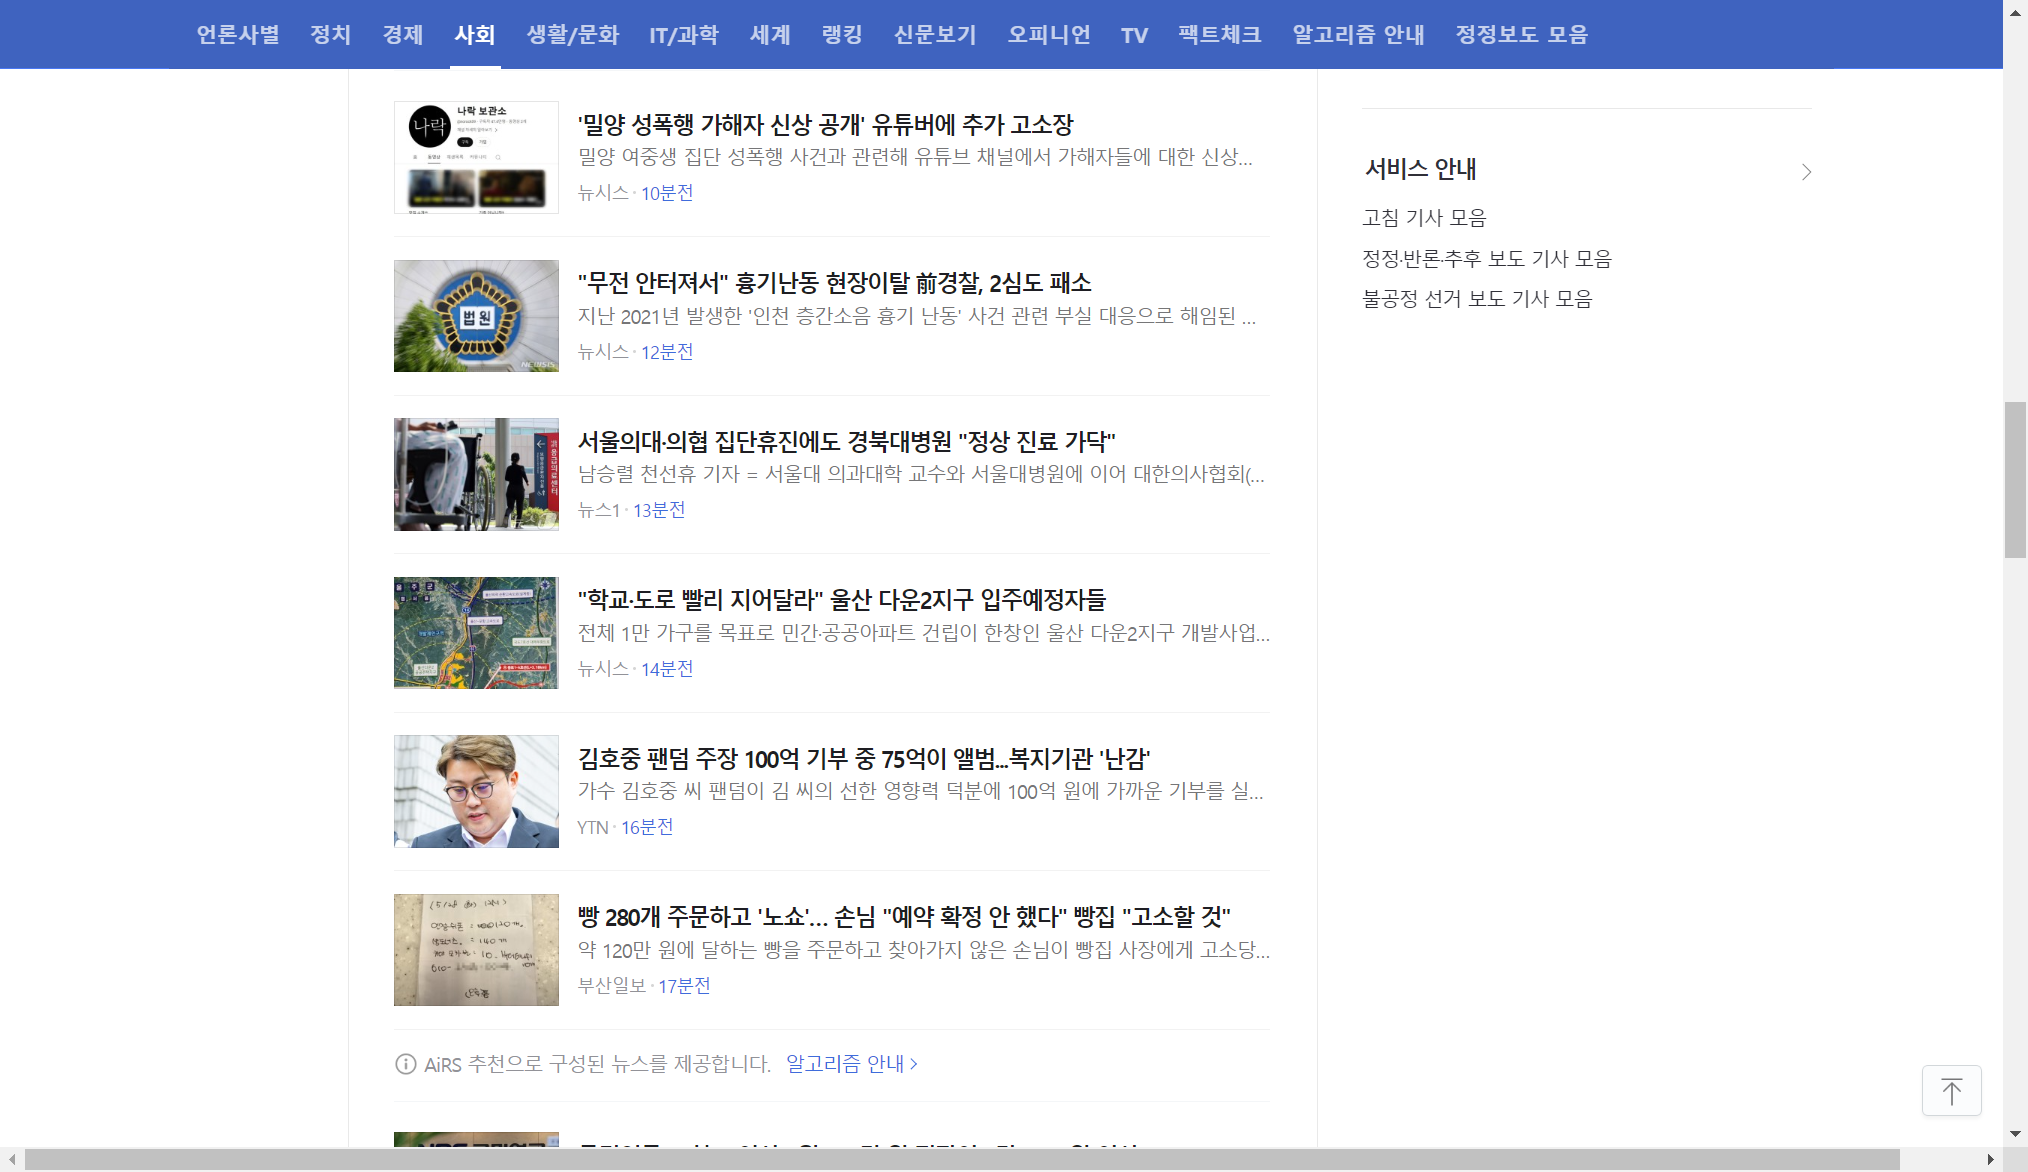 언론사별 정치 경제 사회 생활/문화 IT/과학 세계 랭킹 신문보기 오피니언 TV 팩트체크 알고리즘 안내 정정보도 모음
나락 보관소
나락
'밀양 성폭행 가해자 신상 공개' 유튜버에 추가 고소장
밀양 여중생 집단 성폭행 사건과 관련해 유튜브 채널에서 가해자들에 대한 신상...
뉴시스 · 10분전
법원
NEWSIS
"무전 안터져서" 흉기난동 현장이탈 前경찰, 2심도 패소
지난 2021년 발생한 '인천 층간소음 흉기 난동' 사건 관련 부실 대응으로 해임된 ...
뉴시스 · 12분전
서울의대·의협 집단휴진에도 경북대병원 "정상 진료 가닥"
남승렬 천선휴 기자 = 서울대 의과대학 교수와 서울대병원에 이어 대한의사협회(...
뉴스1 · 13분전
"학교·도로 빨리 지어달라" 울산 다운2지구 입주예정자들
전체 1만 가구를 목표로 민간·공공아파트 건립이 한창인 울산 다운2지구 개발사업...
뉴시스 · 14분전
김호중 팬덤 주장 100억 기부 중 75억이 앨범...복지기관 '난감'
가수 김호중 씨 팬덤이 김 씨의 선한 영향력 덕분에 100억 원에 가까운 기부를 실...
YTN · 16분전
빵 280개 주문하고 '노쇼'… 손님 "예약 확정 안 했다" 빵집 "고소할 것"
약 120만 원에 달하는 빵을 주문하고 찾아가지 않은 손님이 빵집 사장에게 고소당...
부산일보 · 17분전
AiRS 추천으로 구성된 뉴스를 제공합니다. 알고리즘 안내
서비스 안내
고침 기사 모음
정정·반론·추후 보도 기사 모음
불공정 선거 보도 기사 모음